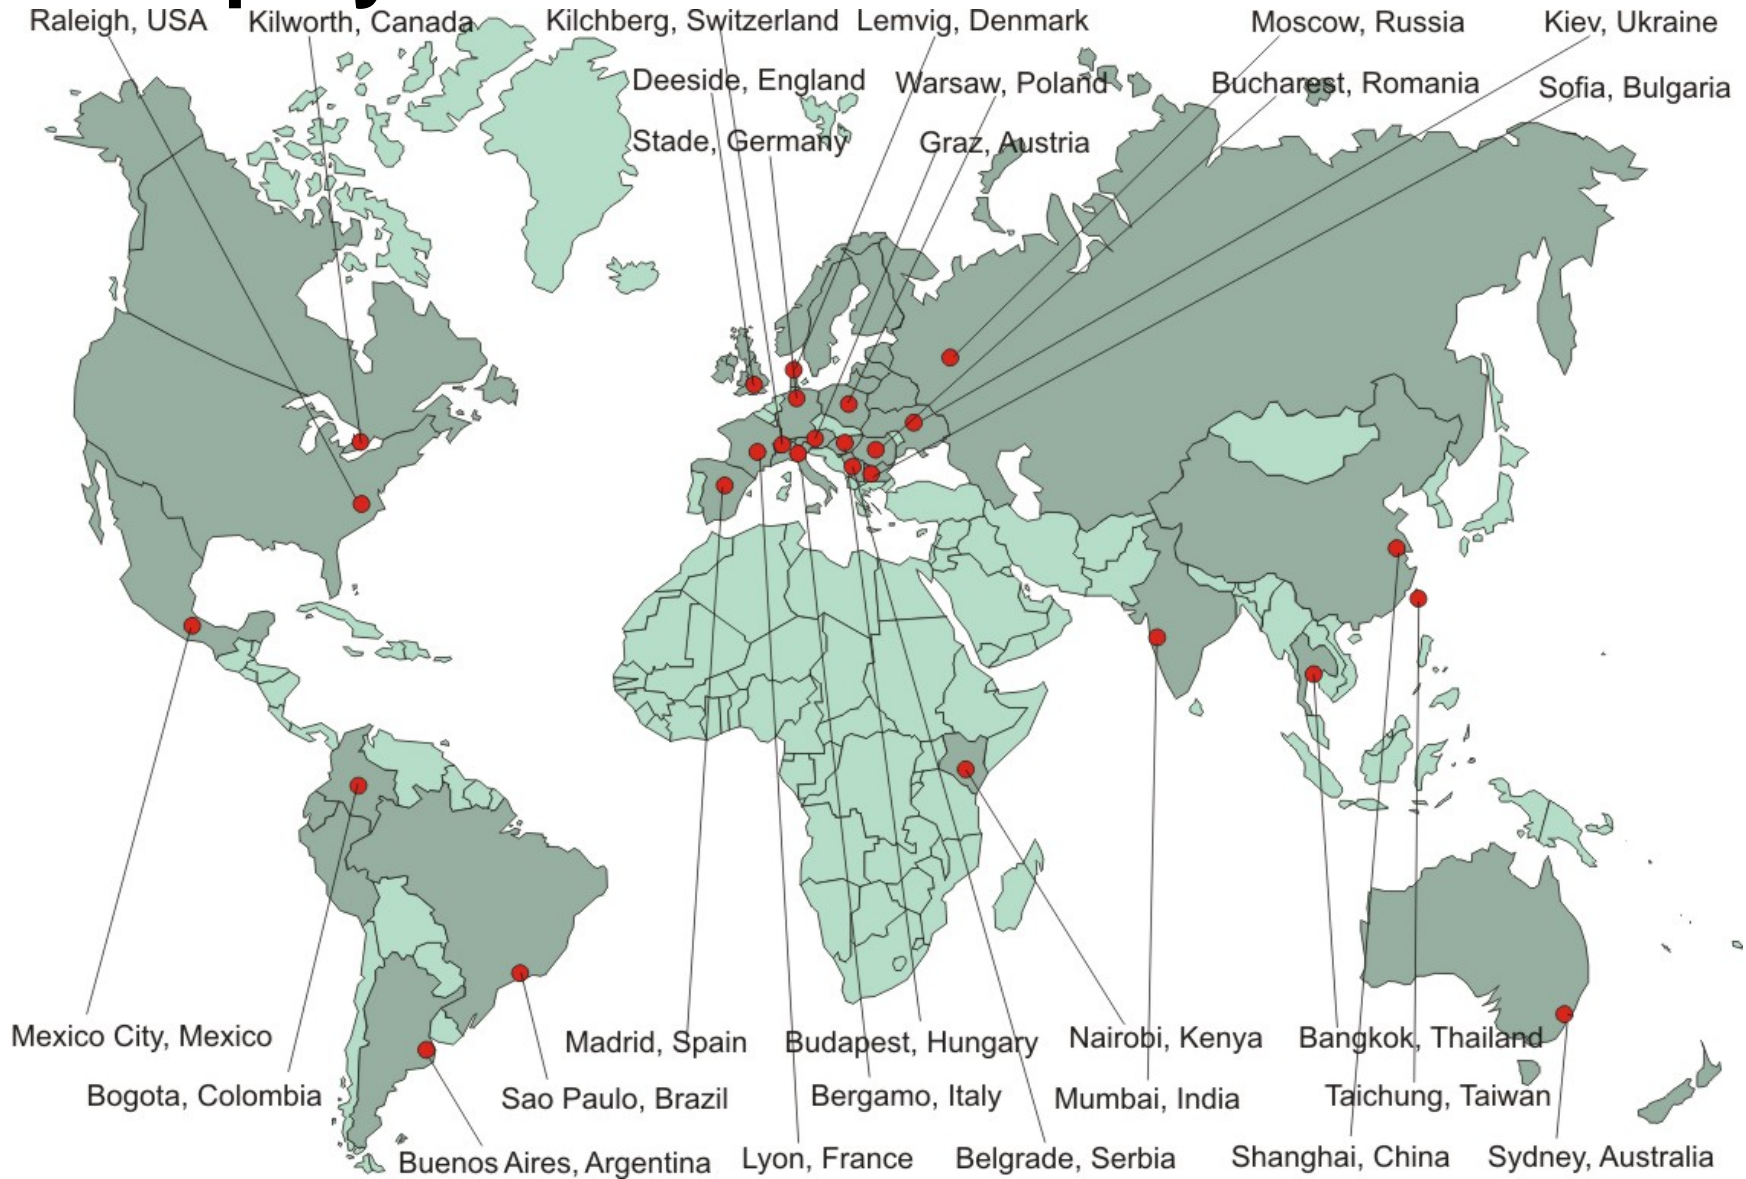 Raleigh, USA
Kilworth, Canada
Kilchberg, Switzerland
Lemvig, Denmark
Moscow, Russia
Kiev, Ukraine
Deeside, England
Warsaw, Poland
Bucharest, Romania
Sofia, Bulgaria
Stade, Germany
Graz, Austria
Mexico City, Mexico
Madrid, Spain
Budapest, Hungary
Nairobi, Kenya
Bangkok, Thailand
Bogota, Colombia
Sao Paulo, Brazil
Bergamo, Italy
Mumbai, India
Taichung, Taiwan
Buenos Aires, Argentina
Lyon, France
Belgrade, Serbia
Shanghai, China
Sydney, Australia